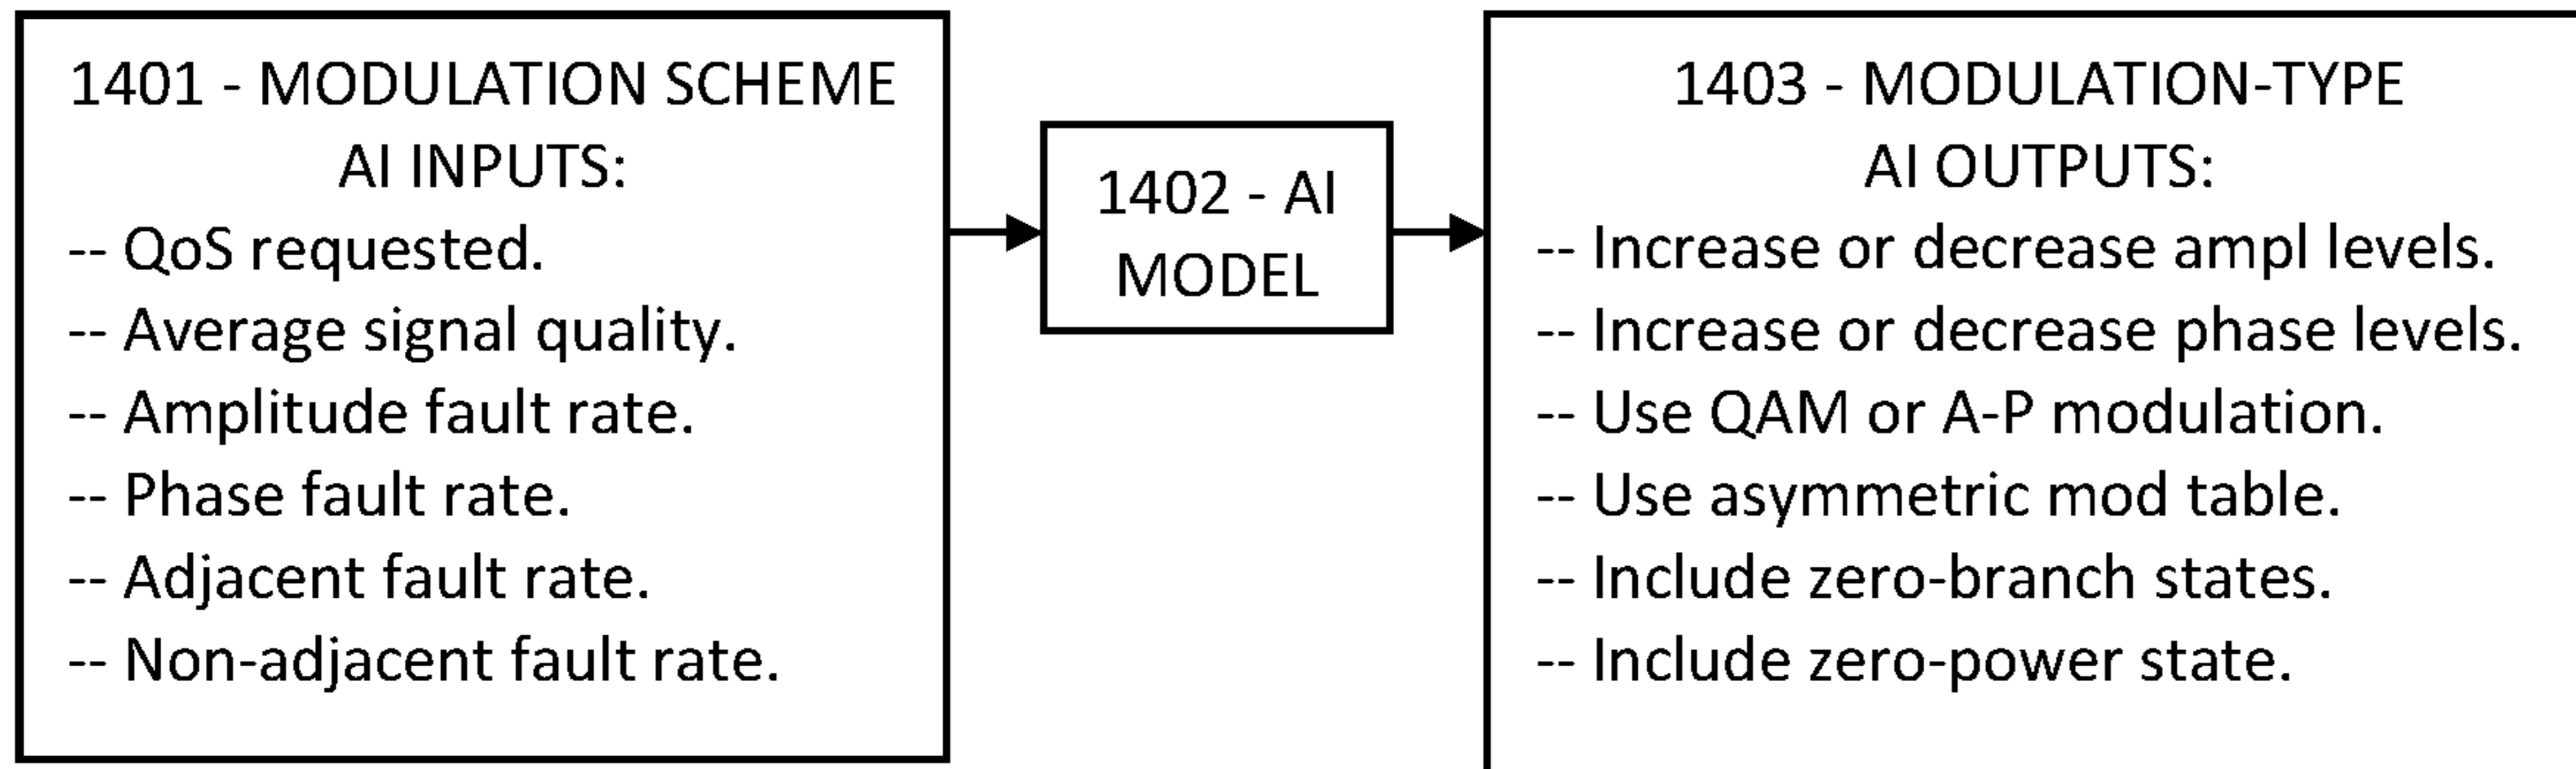 1401 - MODULATION SCHEME
AI INPUTS:
-- QoS requested.
-- Average signal quality.
-- Amplitude fault rate.
-- Phase fault rate.
-- Adjacent fault rate.
-- Non-adjacent fault rate.
1402 - AI
MODEL
1403 - MODULATION-TYPE
AI OUTPUTS:
-- Increase or decrease ampl levels.
-- Increase or decrease phase levels.
-- Use QAM or A-P modulation.
-- Use asymmetric mod table.
-- Include zero-branch states.
-- Include zero-power state.